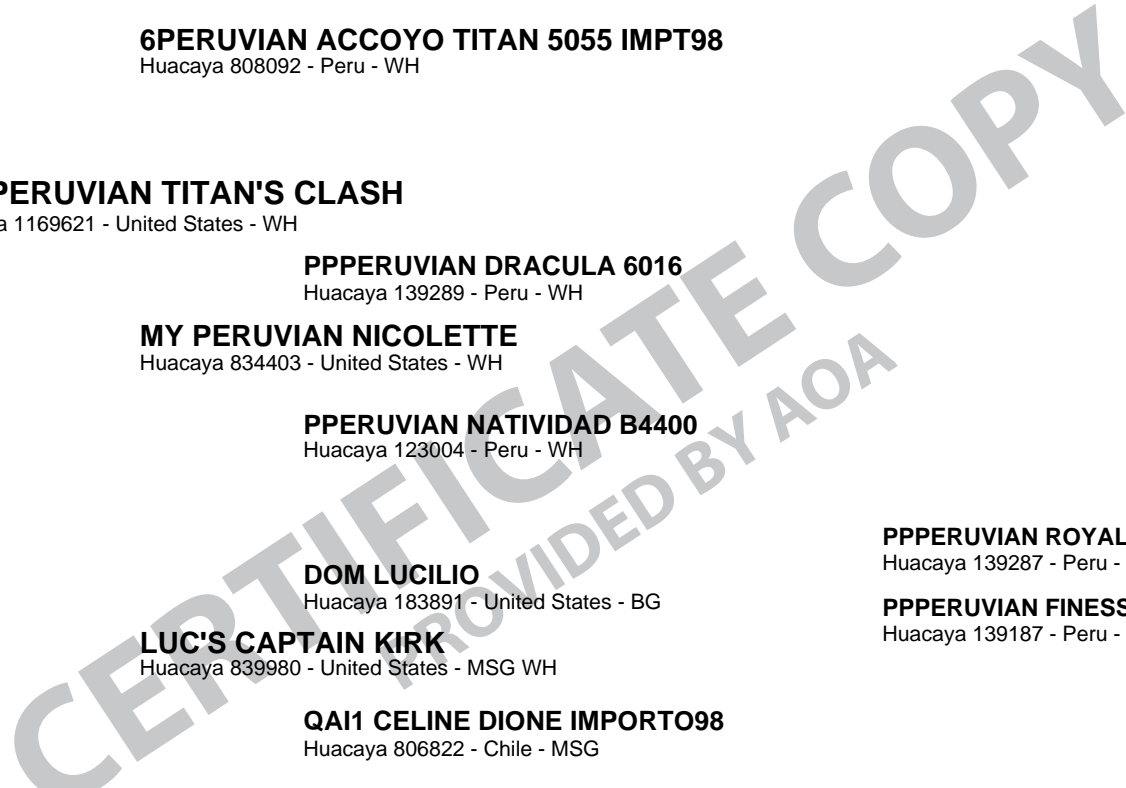 6PERUVIAN ACCOYO TITAN 5055 IMPT98
Huacaya 808092 - Peru - WH
PERUVIAN TITAN'S CLASH
a 1169621 - United States - WH
PPPERUVIAN DRACULA 6016
Huacaya 139289 - Peru - WH
MY PERUVIAN NICOLETTE
Huacaya 834403 - United States - WH
PPERUVIAN NATIVIDAD B4400
Huacaya 123004 - Peru - WH
PPPERUVIAN ROYAL
Huacaya 139287 - Peru -
DOM LUCILIO
Huacaya 183891 - United States - BG
PPPERUVIAN FINESS
Huacaya 139187 - Peru -
LUC'S CAPTAIN KIRK
Huacaya 839980 - United States - MSG WH
QAI1 CELINE DIONE IMPORTO98
Huacaya 806822 - Chile - MSG
CERTIFICATE COPY
PROVIDED BY AOA